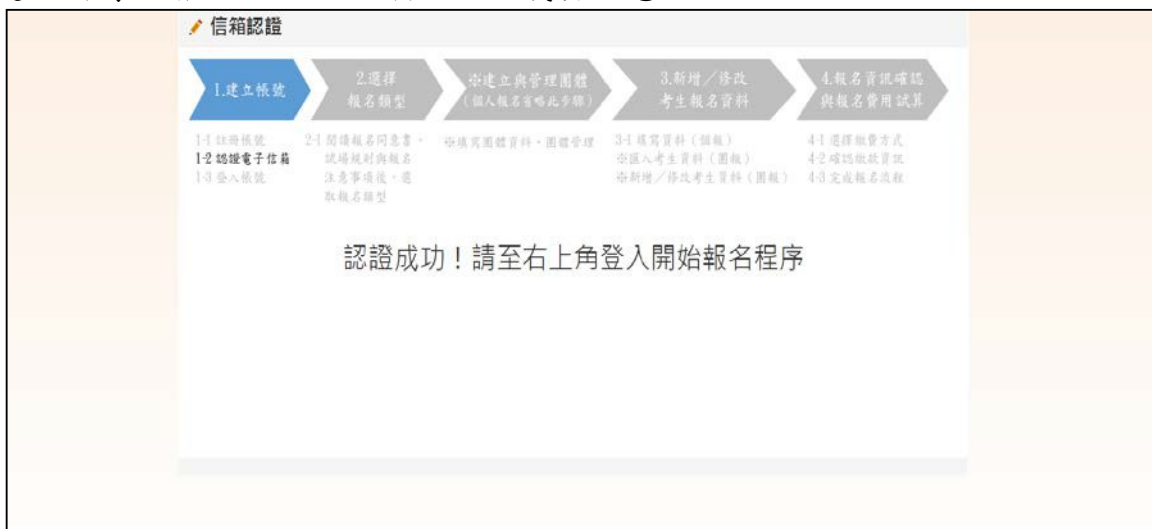 信箱認證
1.建立帳號
2.選擇
報名類型
※建立與管理團體
(個人報名省略此步驟)
3.新增／修改
考生報名資料
4.報名資訊確認
與報名費用試算
1-1 註冊帳號
1-2 認證電子信箱
1-3 登入帳號
2-1 閱讀報名同意書、
試場規則與報名
注意事項後，選
取報名類型
※填寫團體資料、團體管理
3-1 填寫資料（個報）
※匯入考生資料（團報）
※新增／修改考生資料（團報）
4-1 選擇繳費方式
4-2 確認繳款資訊
4-3 完成報名流程
認證成功！請至右上角登入開始報名程序